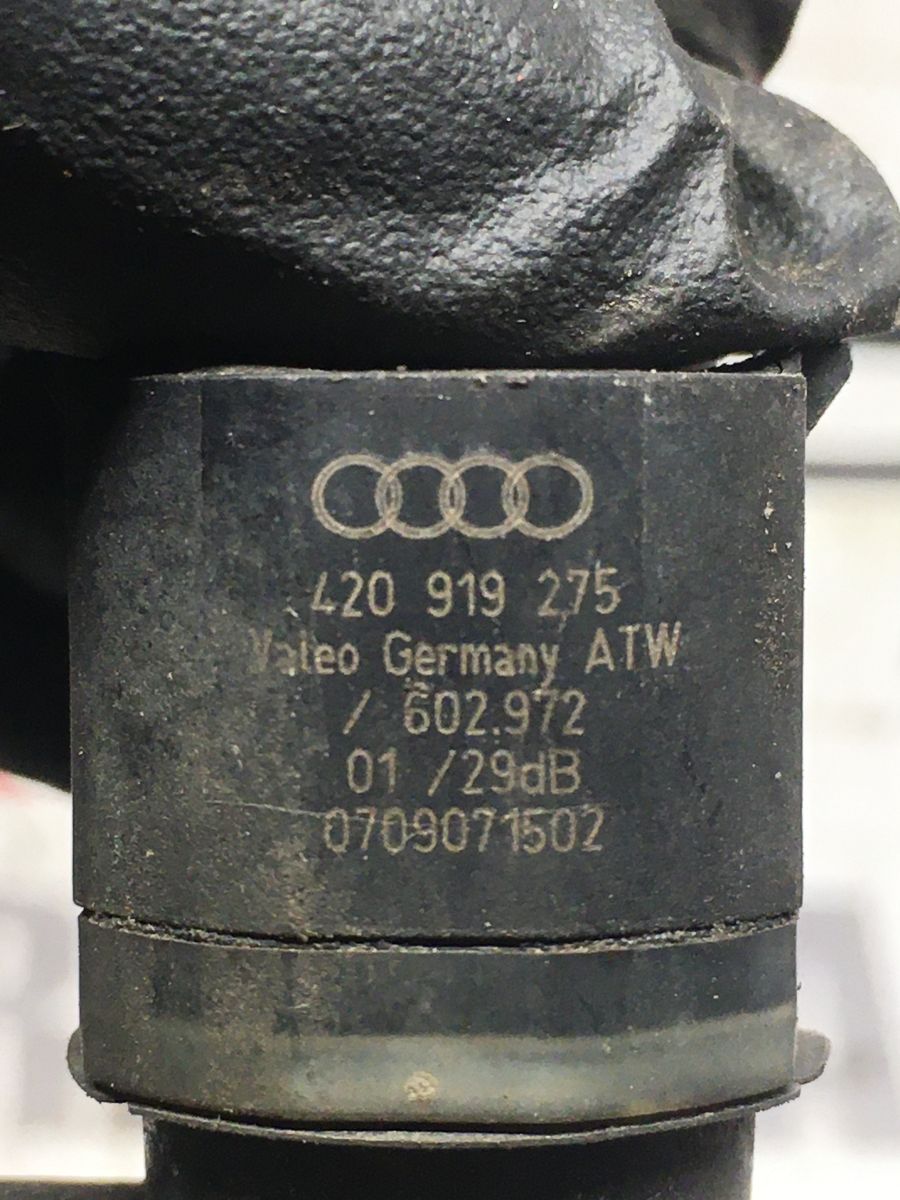 420 919 275
Valeo Germany ATW
/ 602.972
01 /29dB
0709071502